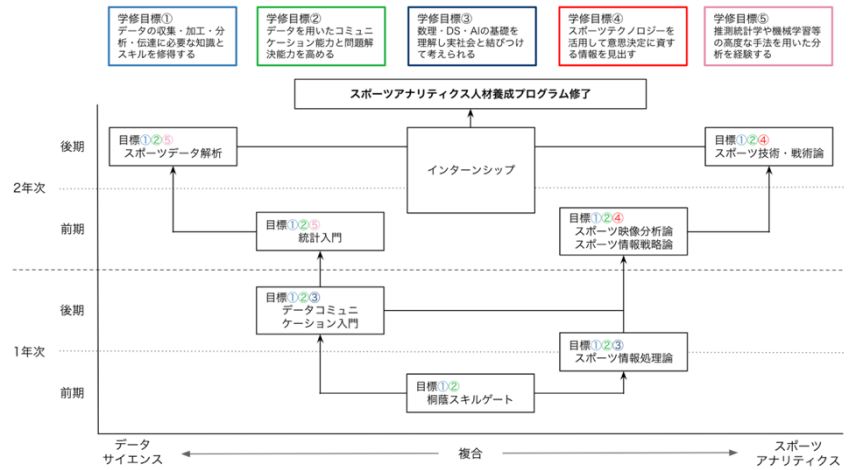 学修目標①
データの収集・加工・分
析・伝達に必要な知識と
スキルを修得する
学修目標②
データを用いたコミュニ
ケーション能力と問題解
決能力を高める
学修目標③
数理・DS・AIの基礎を
理解し実社会と結びつけ
て考えられる
学修目標④
スポーツテクノロジーを
活用して意思決定に資す
る情報を見出す
学修目標⑤
推測統計学や機械学習等
の高度な手法を用いた分
析を経験する
スポーツアナリティクス人材養成プログラム修了
後期
目標①②⑤
スポーツデータ解析
インターンシップ
目標①②④
スポーツ技術・戦術論
2年次
前期
目標①②⑤
統計入門
目標①②④
スポーツ映像分析論
スポーツ情報戦略論
後期
目標①②③
データコミュニ
ケーション入門
目標①②③
スポーツ情報処理論
1年次
前期
目標①②
桐蔭スキルゲート
データ
サイエンス
複合
スポーツ
アナリティクス